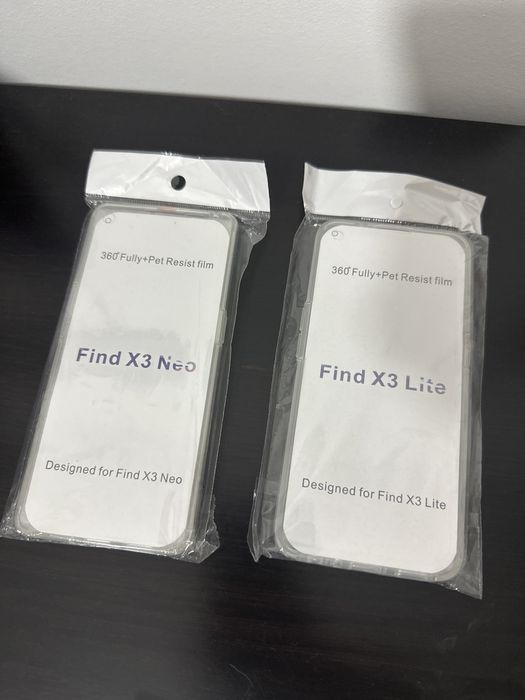 360°Fully+Pet Resist film
Find X3 Neo
Designed for Find X3 Neo
360°Fully+Pet Resist film
Find X3 Lite
Designed for Find X3 Lite